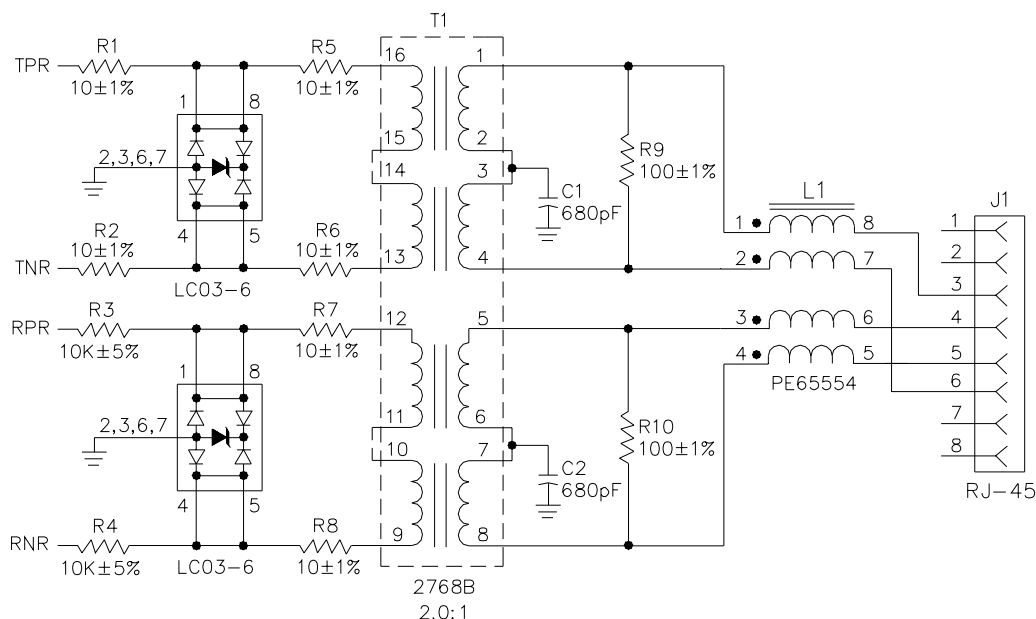 T1
R1
R5
TPR
10±1%
10±1%
16
1
1
8
2,3,6,7
15
2
14
3
R9
100±1%
C1
680pF
4
5
R2
R6
TNR
10±1%
10±1%
13
4
LC03-6
L1
1
8
2
7
3
6
4
5
PE65554
J1
1
2
3
4
5
6
7
8
RJ-45
R3
R7
RPR
10K±5%
10±1%
12
5
1
8
2,3,6,7
11
6
10
7
R10
100±1%
C2
680pF
4
5
R4
R8
RNR
10K±5%
10±1%
9
8
LC03-6
2768B
2.0:1